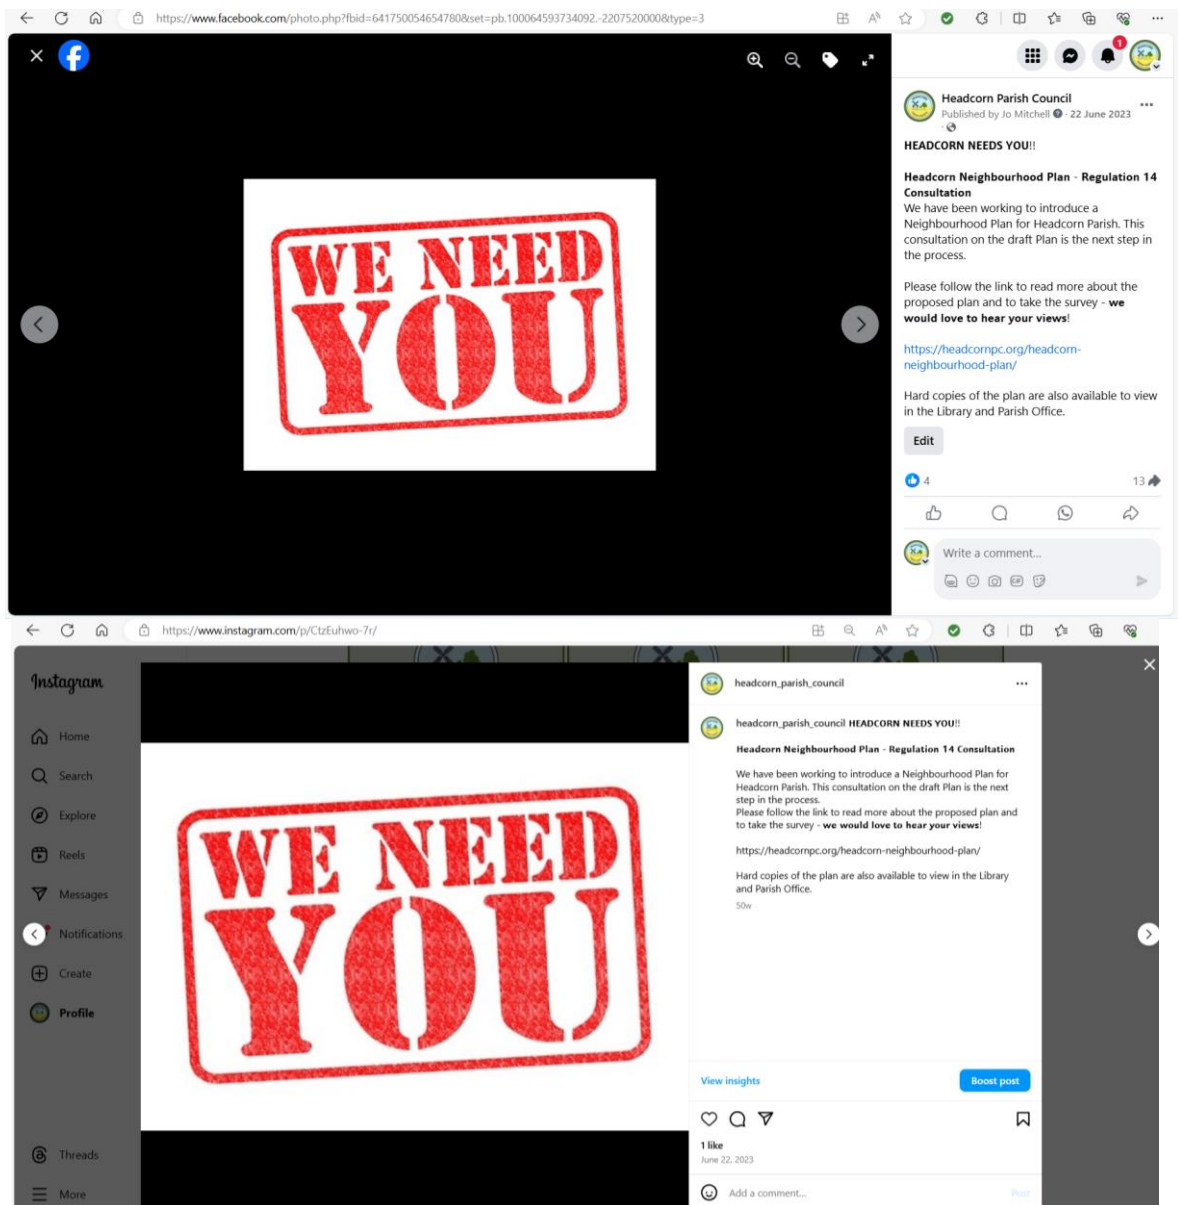 https://www.facebook.com/photo.php?fbid=641750054654780&set=pb.100064593734092.-2207520000&type=3
1
Headcorn Parish Council
Published by Jo Mitchell · 22 June 2023
·
HEADCORN NEEDS YOU!!
Headcorn Neighbourhood Plan - Regulation 14
Consultation
We have been working to introduce a
Neighbourhood Plan for Headcorn Parish. This
consultation on the draft Plan is the next step in
the process.
Please follow the link to read more about the
proposed plan and to take the survey - we
would love to hear your views!
https://headcornpc.org/headcorn-
neighbourhood-plan/
Hard copies of the plan are also available to view
in the Library and Parish Office.
Edit
4
13
Write a comment...
WE NEED
YOU
https://www.instagram.com/p/CtzEuhwo-7r/
Instagram
Home
Search
Explore
Reels
Messages
Notifications
Create
Profile
Threads
More
WE NEED
YOU
headcorn_parish_council
headcorn_parish_council HEADCORN NEEDS YOU!!
Headcorn Neighbourhood Plan - Regulation 14 Consultation
We have been working to introduce a Neighbourhood Plan for
Headcorn Parish. This consultation on the draft Plan is the next
step in the process.
Please follow the link to read more about the proposed plan and
to take the survey - we would love to hear your views!
https://headcornpc.org/headcorn-neighbourhood-plan/
Hard copies of the plan are also available to view in the Library
and Parish Office.
50w
View insights
Boost post
1 like
June 22, 2023
Add a comment...
Post